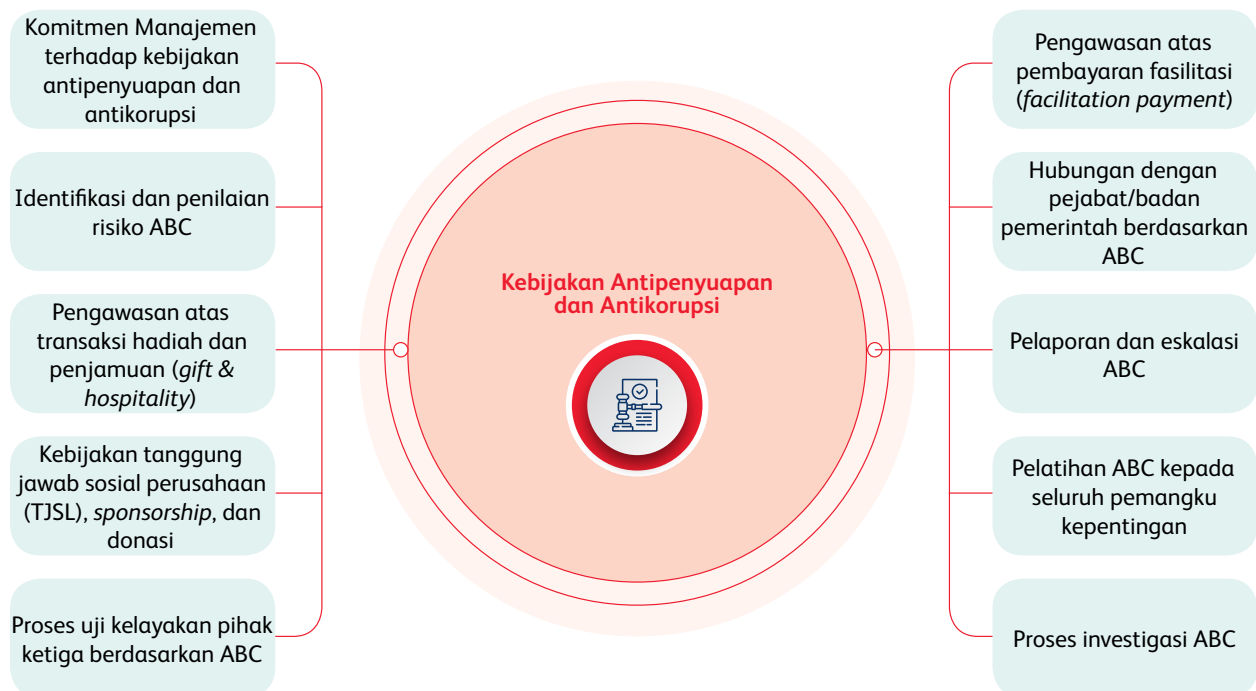 Komitmen Manajemen
terhadap kebijakan
antipenyuapan dan
antikorupsi
Identifikasi dan penilaian
risiko ABC
Pengawasan atas
transaksi hadiah dan
penjamuan (gift &
hospitality)
Kebijakan tanggung
jawab sosial perusahaan
(TJSL), sponsorship, dan
donasi
Proses uji kelayakan pihak
ketiga berdasarkan ABC
Kebijakan Antipenyuapan
dan Antikorupsi
Pengawasan atas
pembayaran fasilitasi
(facilitation payment)
Hubungan dengan
pejabat/badan
pemerintah berdasarkan
ABC
Pelaporan dan eskalasi
ABC
Pelatihan ABC kepada
seluruh pemangku
kepentingan
Proses investigasi ABC